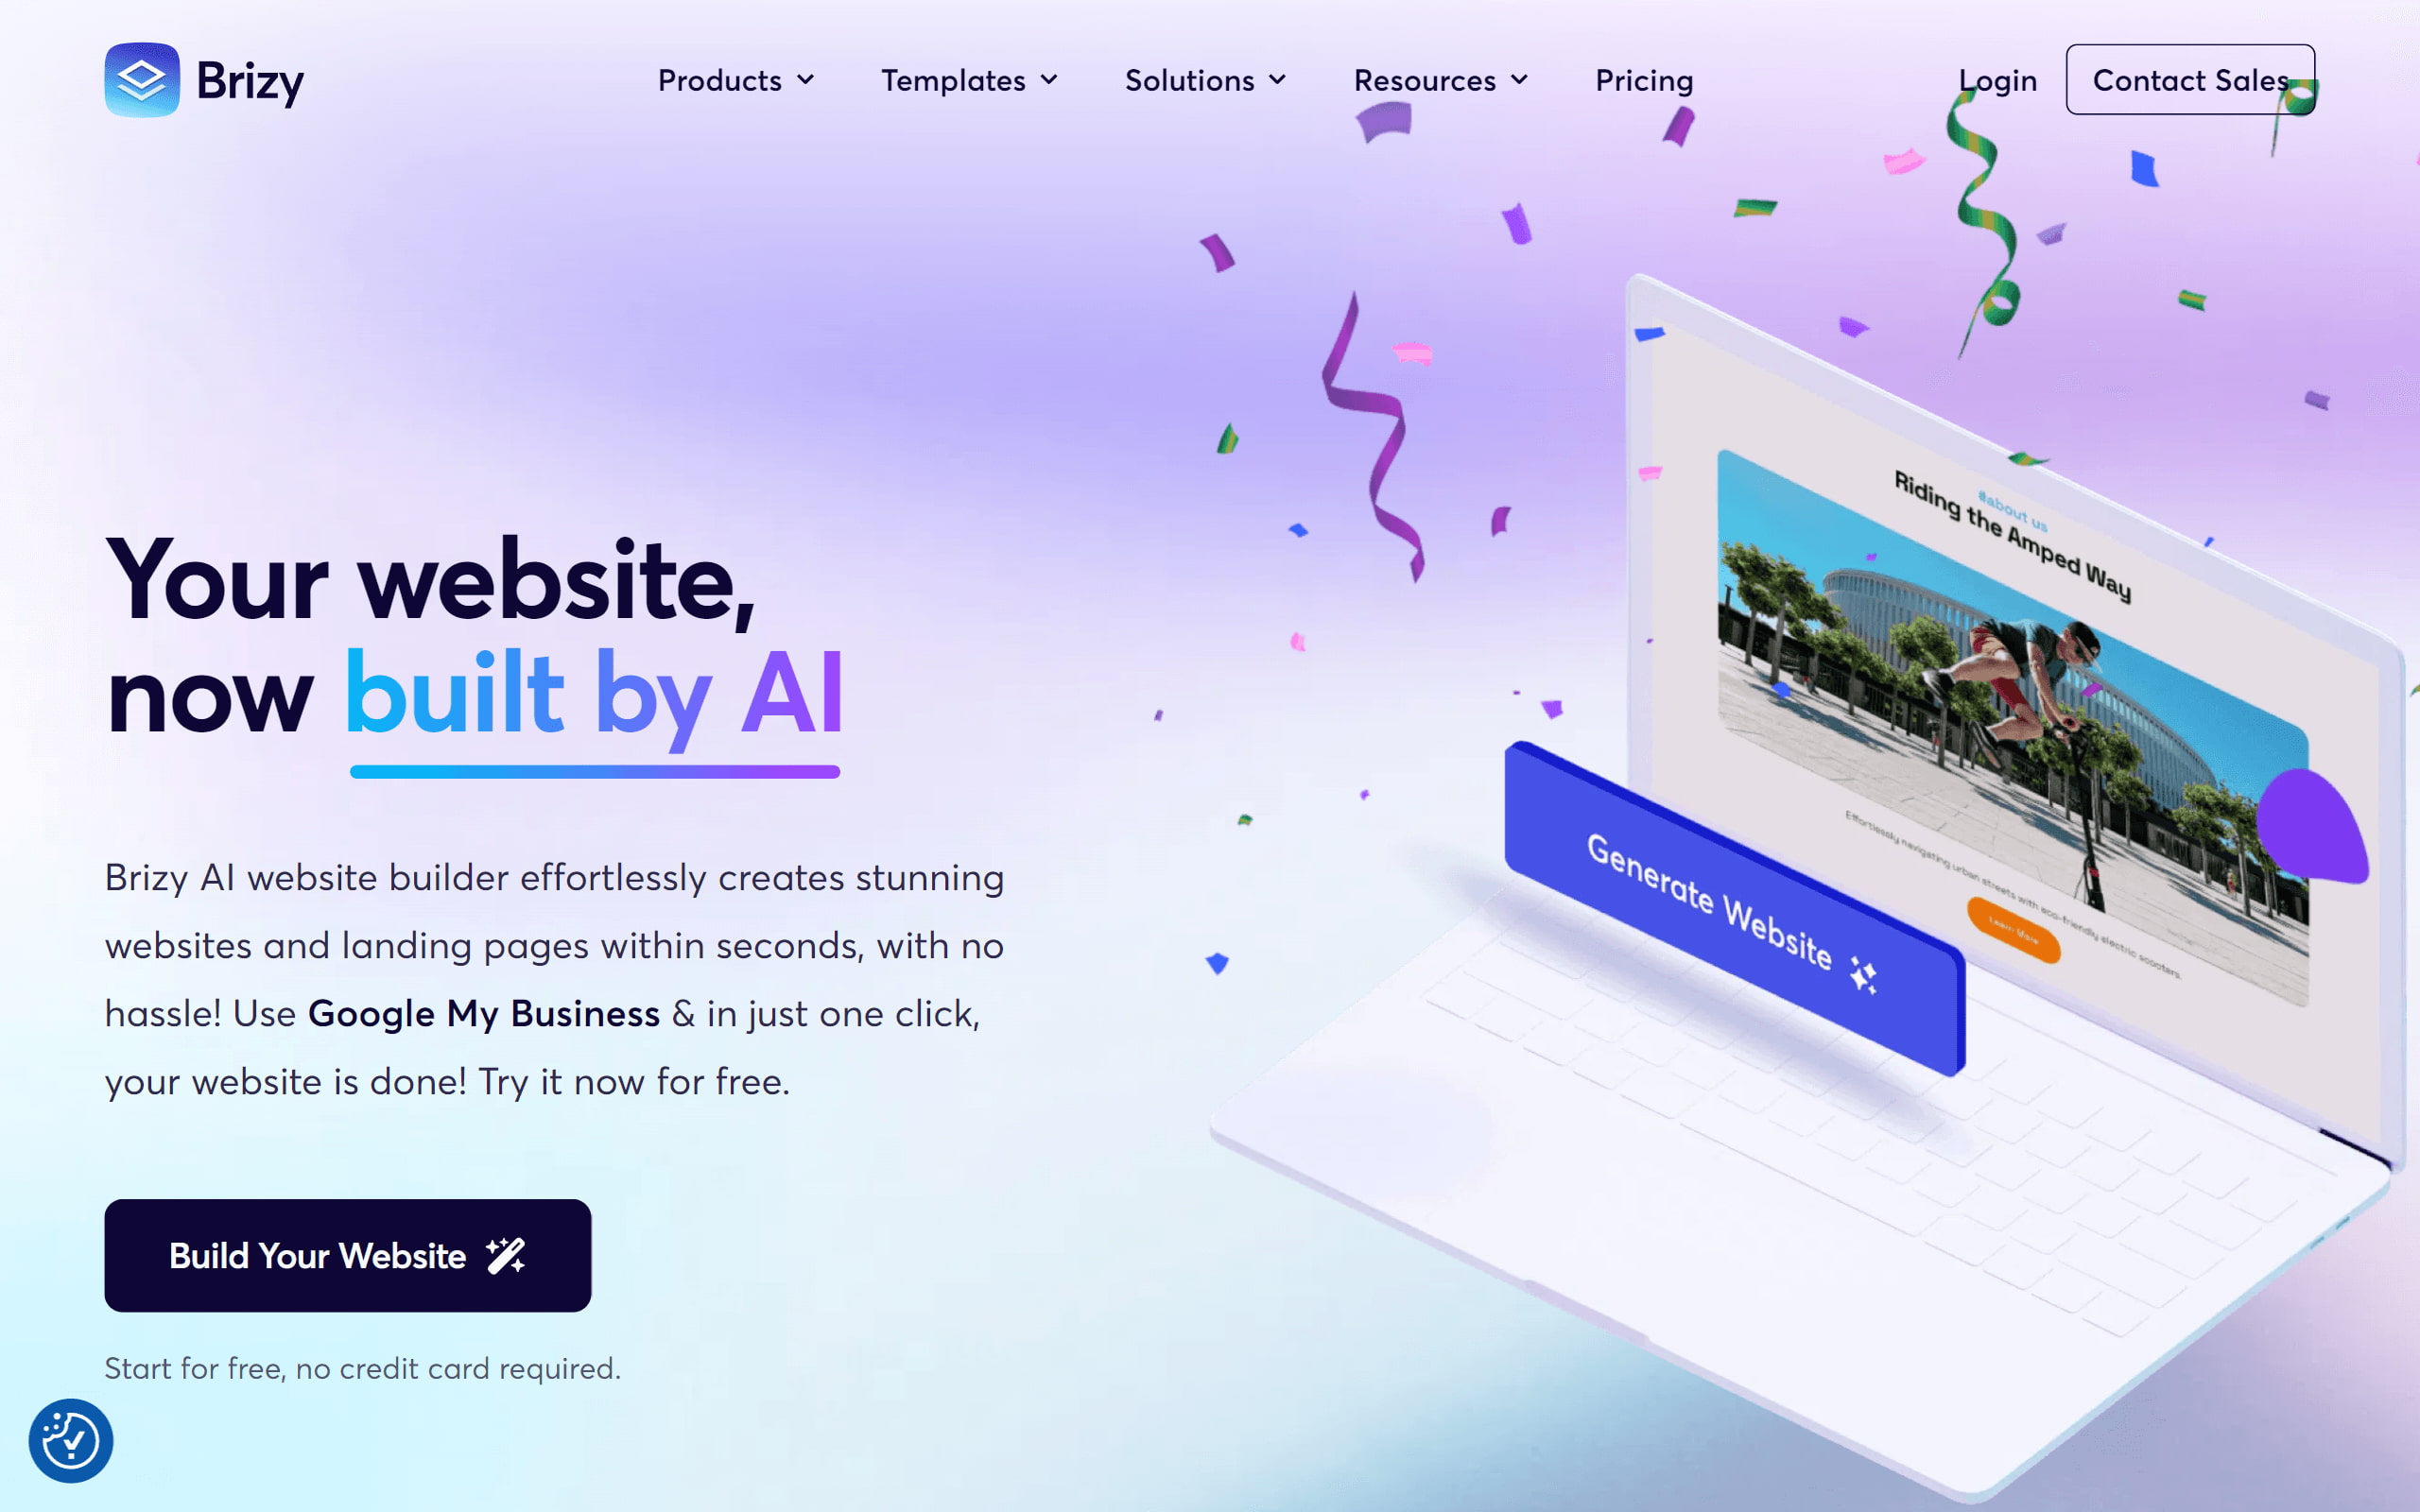 Brizy
Products
Templates
Solutions
Resources
Pricing
Login
Contact Sales
Your website,
now built by AI
Brizy AI website builder effortlessly creates stunning
websites and landing pages within seconds, with no
hassle! Use Google My Business & in just one click,
your website is done! Try it now for free.
Build Your Website
Start for free, no credit card required.
#about us
Riding the Amped Way
Effortlessly navigating urban streets with eco-friendly electric scooters.
Learn More
Generate Website